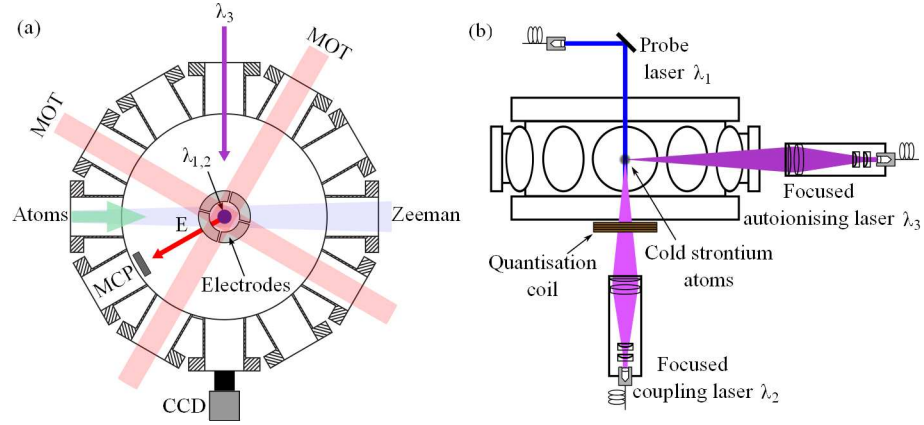 (a)
λ3
MOT
MOT
λ1,2
Atoms
E
Zeeman
MCP
Electrodes
CCD
(b)
Probe
laser λ1
Focused
autoionising laser λ3
Quantisation
coil
Cold strontium
atoms
Focused
coupling laser λ2